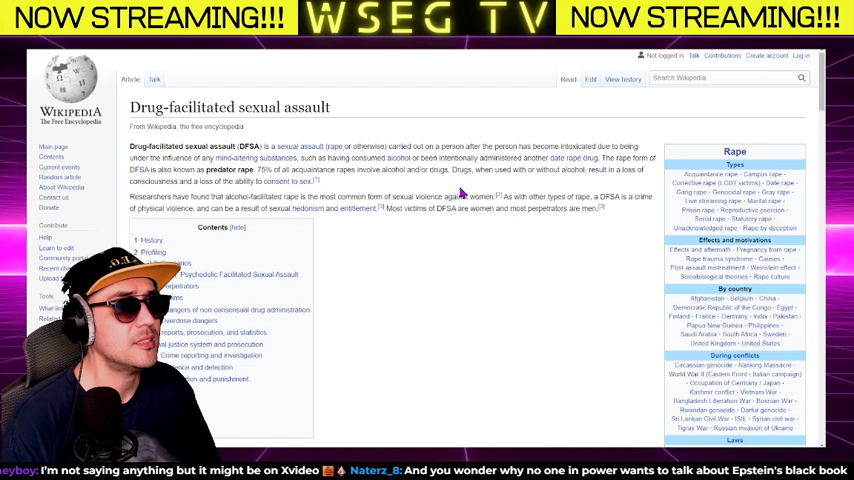 NOW STREAMING!!!
WSEG TV
NOW STREAMING!!!
Not logged in Talk Contributions Create account Log in
Article Talk
Read Edit View history
Search Wikipedia
WIKIPEDIA
The Free Encyclopedia
Main page
Contents
Current events
Random article
About Wikipedia
Contact us
Donate
Contribute
Help
Learn to edit
Community portal
Recent
Upload
Tools
Drug-facilitated sexual assault
From Wikipedia, the free encyclopedia
Drug-facilitated sexual assault (DFSA) is a sexual assault (rape or otherwise) carried out on a person after the person has become intoxicated due to being
under the influence of any mind-altering substances, such as having consumed alcohol or been intentionally administered another date rape drug. The rape form of
DFSA is also known as predator rape. 75% of all acquaintance rapes involve alcohol and/or drugs. Drugs, when used with or without alcohol, result in a loss of
consciousness and a loss of the ability to consent to sex.[1]
Researchers have found that alcohol-facilitated rape is the most common form of sexual violence against women.[2] As with other types of rape, a DFSA is a crime
of physical violence, and can be a result of sexual hedonism and entitlement.[3] Most victims of DFSA are women and most perpetrators are men.[3]
Contents [hide]
1 History
2 Profiling
Psychedelic Facilitated Sexual Assault
angers of non-consensual drug administration
verdose dangers
reports, prosecution, and statistics
al justice system and prosecution
Crime reporting and investigation
ence and detection
tion and punishment
Rape
Types
Acquaintance rape · Campus rape ·
Corrective rape (LGBT victims) · Date rape ·
Gang rape · Genocidal rape · Gray rape ·
Live streaming rape · Marital rape ·
Prison rape · Reproductive coercion ·
Serial rape · Statutory rape ·
Unacknowledged rape · Rape by deception
Effects and motivations
Effects and aftermath · Pregnancy from rape ·
Rape trauma syndrome · Causes ·
Post-assault mistreatment · Weinstein effect ·
Sociobiological theories · Rape culture
By country
Afghanistan · Belgium · China ·
Democratic Republic of the Congo · Egypt ·
Finland · France · Germany · India · Pakistan ·
Papua New Guinea · Philippines ·
Saudi Arabia · South Africa · Sweden ·
United Kingdom · United States
During conflicts
Circassian genocide · Nanking Massacre ·
World War II (Eastern Front · Italian campaign)
· Occupation of Germany / Japan ·
Kashmir conflict · Vietnam war ·
Bangladesh Liberation War · Bosnian War ·
Rwandan genocide · Darfur genocide ·
Sri Lankan Civil War · ISIL · Syrian civil war ·
Tigray War · Russian invasion of Ukraine
Laws
neyboy: I'm not saying anything but it might be on Xvideo Naterz_8: And you wonder why no one in power wants to talk about Epstein's black book